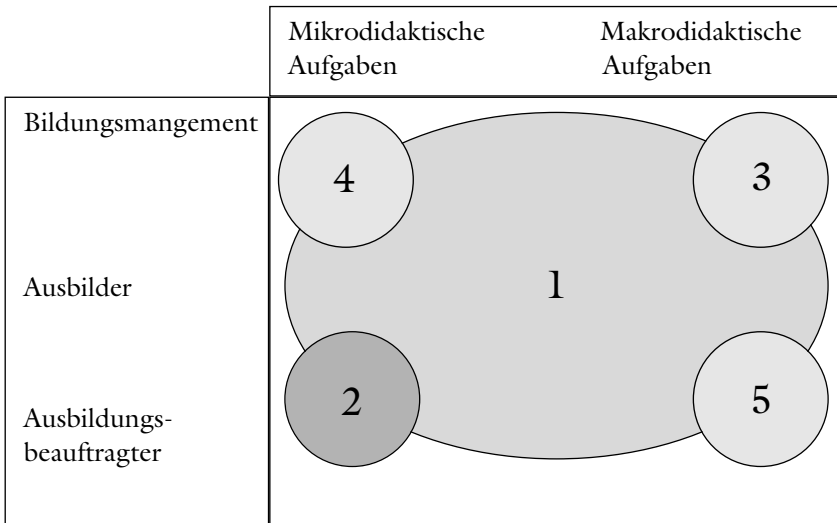 Mikrodidaktische
Aufgaben
Makrodidaktische
Aufgaben
Bildungsmangement
4
3
Ausbilder
1
Ausbildungs-
beauftragter
2
5